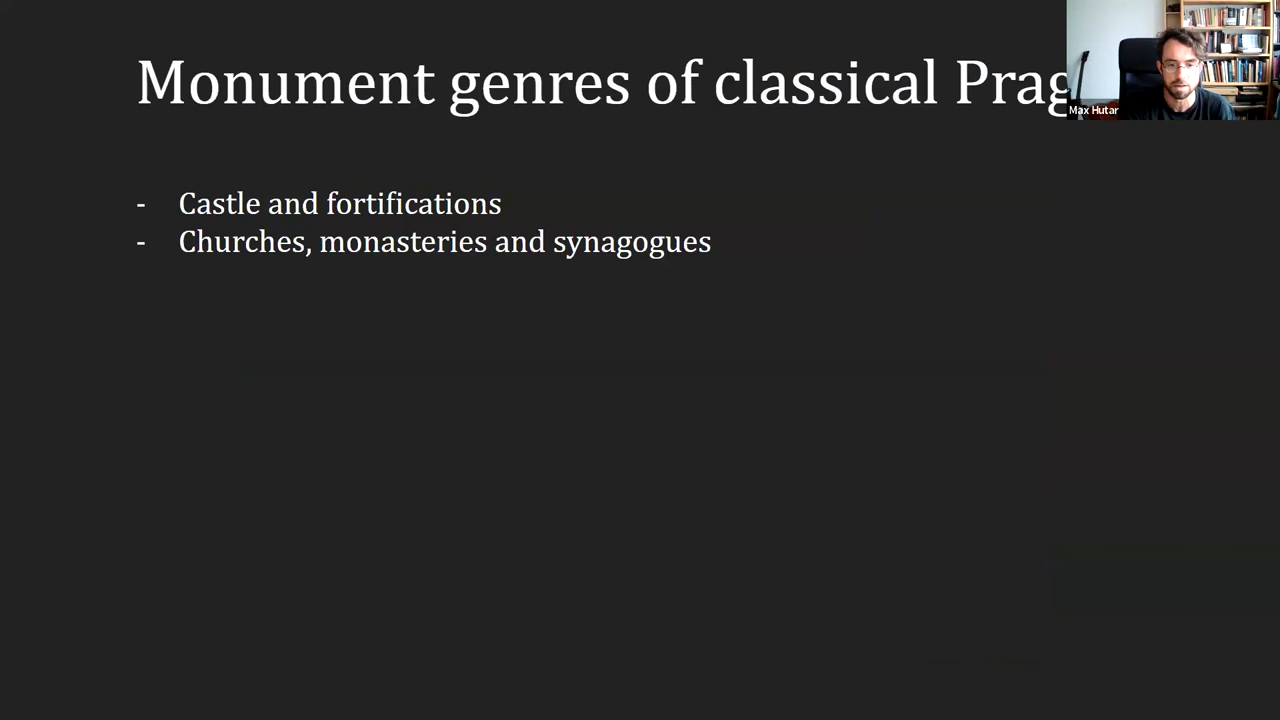 Monument genres of classical Prag
Max Hutar
- Castle and fortifications
- Churches, monasteries and synagogues